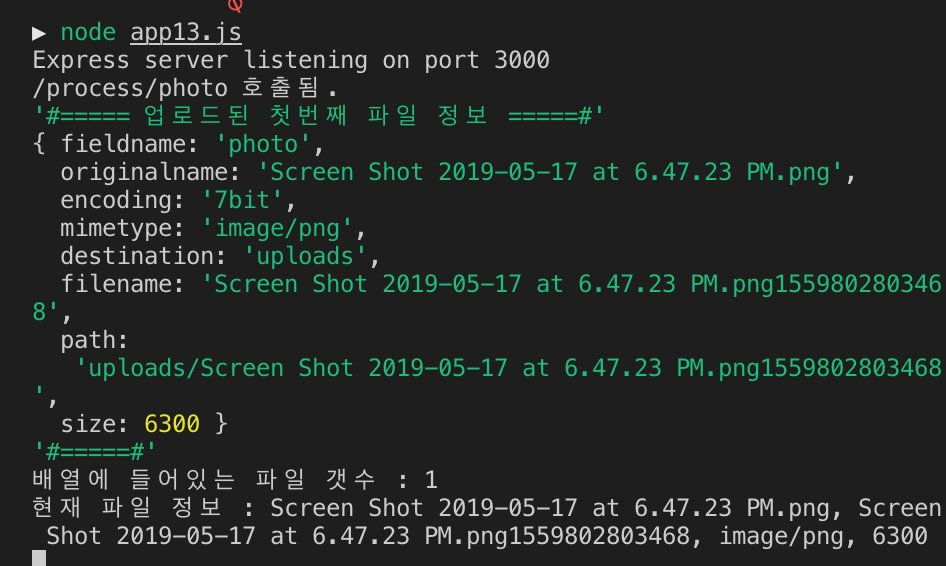 ▶ node app13.js
Express server listening on port 3000
/process/photo 호출됨.
'#===== 업로드된 첫번째 파일 정보 =====#'
{ fieldname: 'photo',
originalname: 'Screen Shot 2019-05-17 at 6.47.23 PM.png',
encoding: '7bit',
mimetype: 'image/png',
destination: 'uploads',
filename: 'Screen Shot 2019-05-17 at 6.47.23 PM.png155980280346
8',
path:
'uploads/Screen Shot 2019-05-17 at 6.47.23 PM.png1559802803468
',
size: 6300 }
'#=====#'
배열에 들어있는 파일 갯수 : 1
현재 파일 정보 : Screen Shot 2019-05-17 at 6.47.23 PM.png, Screen
Shot 2019-05-17 at 6.47.23 PM.png1559802803468, image/png, 6300